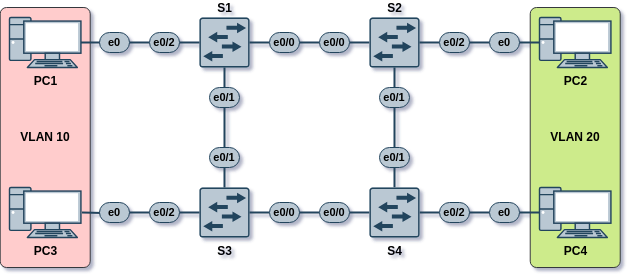 S1 S2
e0 e0/2 e0/0 e0/0 e0/2 e0
PC1 PC2
e0/1 e0/1
VLAN 10 VLAN 20
e0/1 e0/1
e0 e0/2 e0/0 e0/0 e0/2 e0
PC3 S3 S4 PC4